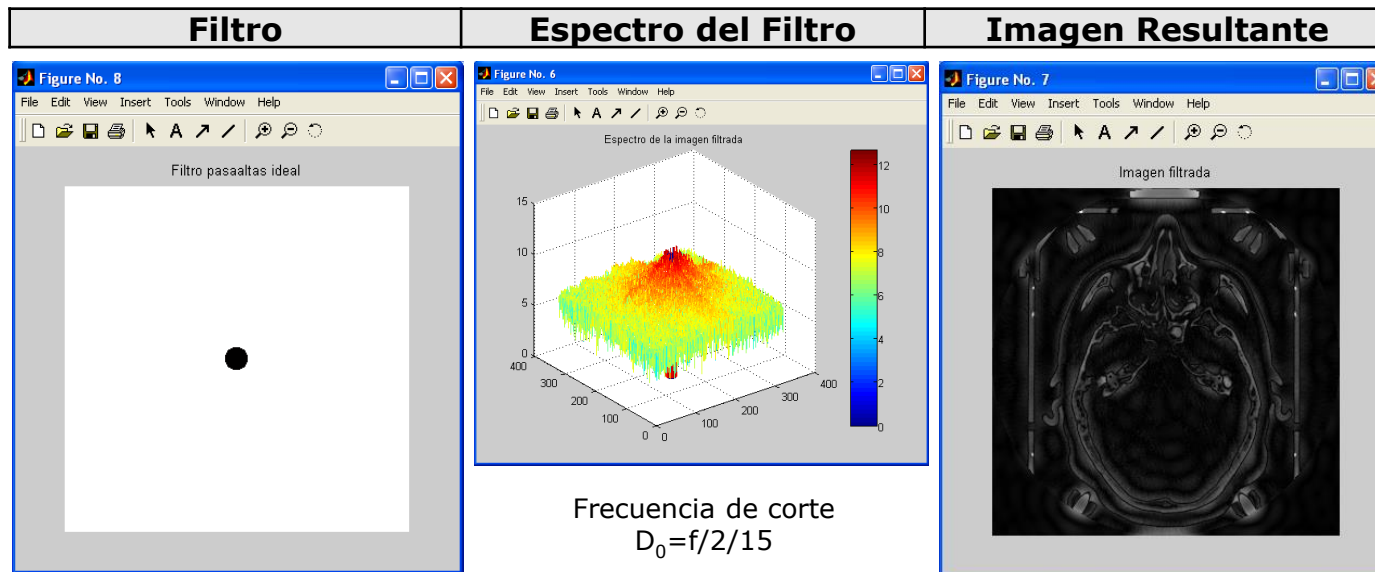 Filtro
Espectro del Filtro
Imagen Resultante
Figure No. 8
File Edit View Insert Tools Window Help
A
Filtro pasaaltas ideal
Figure No. 6
File Edit View Insert Tools Window Help
A
Espectro de la imagen filtrada
15
10
5
0
400
300
200
100
0
0
100
200
300
400
12
10
8
6
4
2
0
Frecuencia de corte
D₀=f/2/15
Figure No. 7
File Edit View Insert Tools Window Help
A
Imagen filtrada